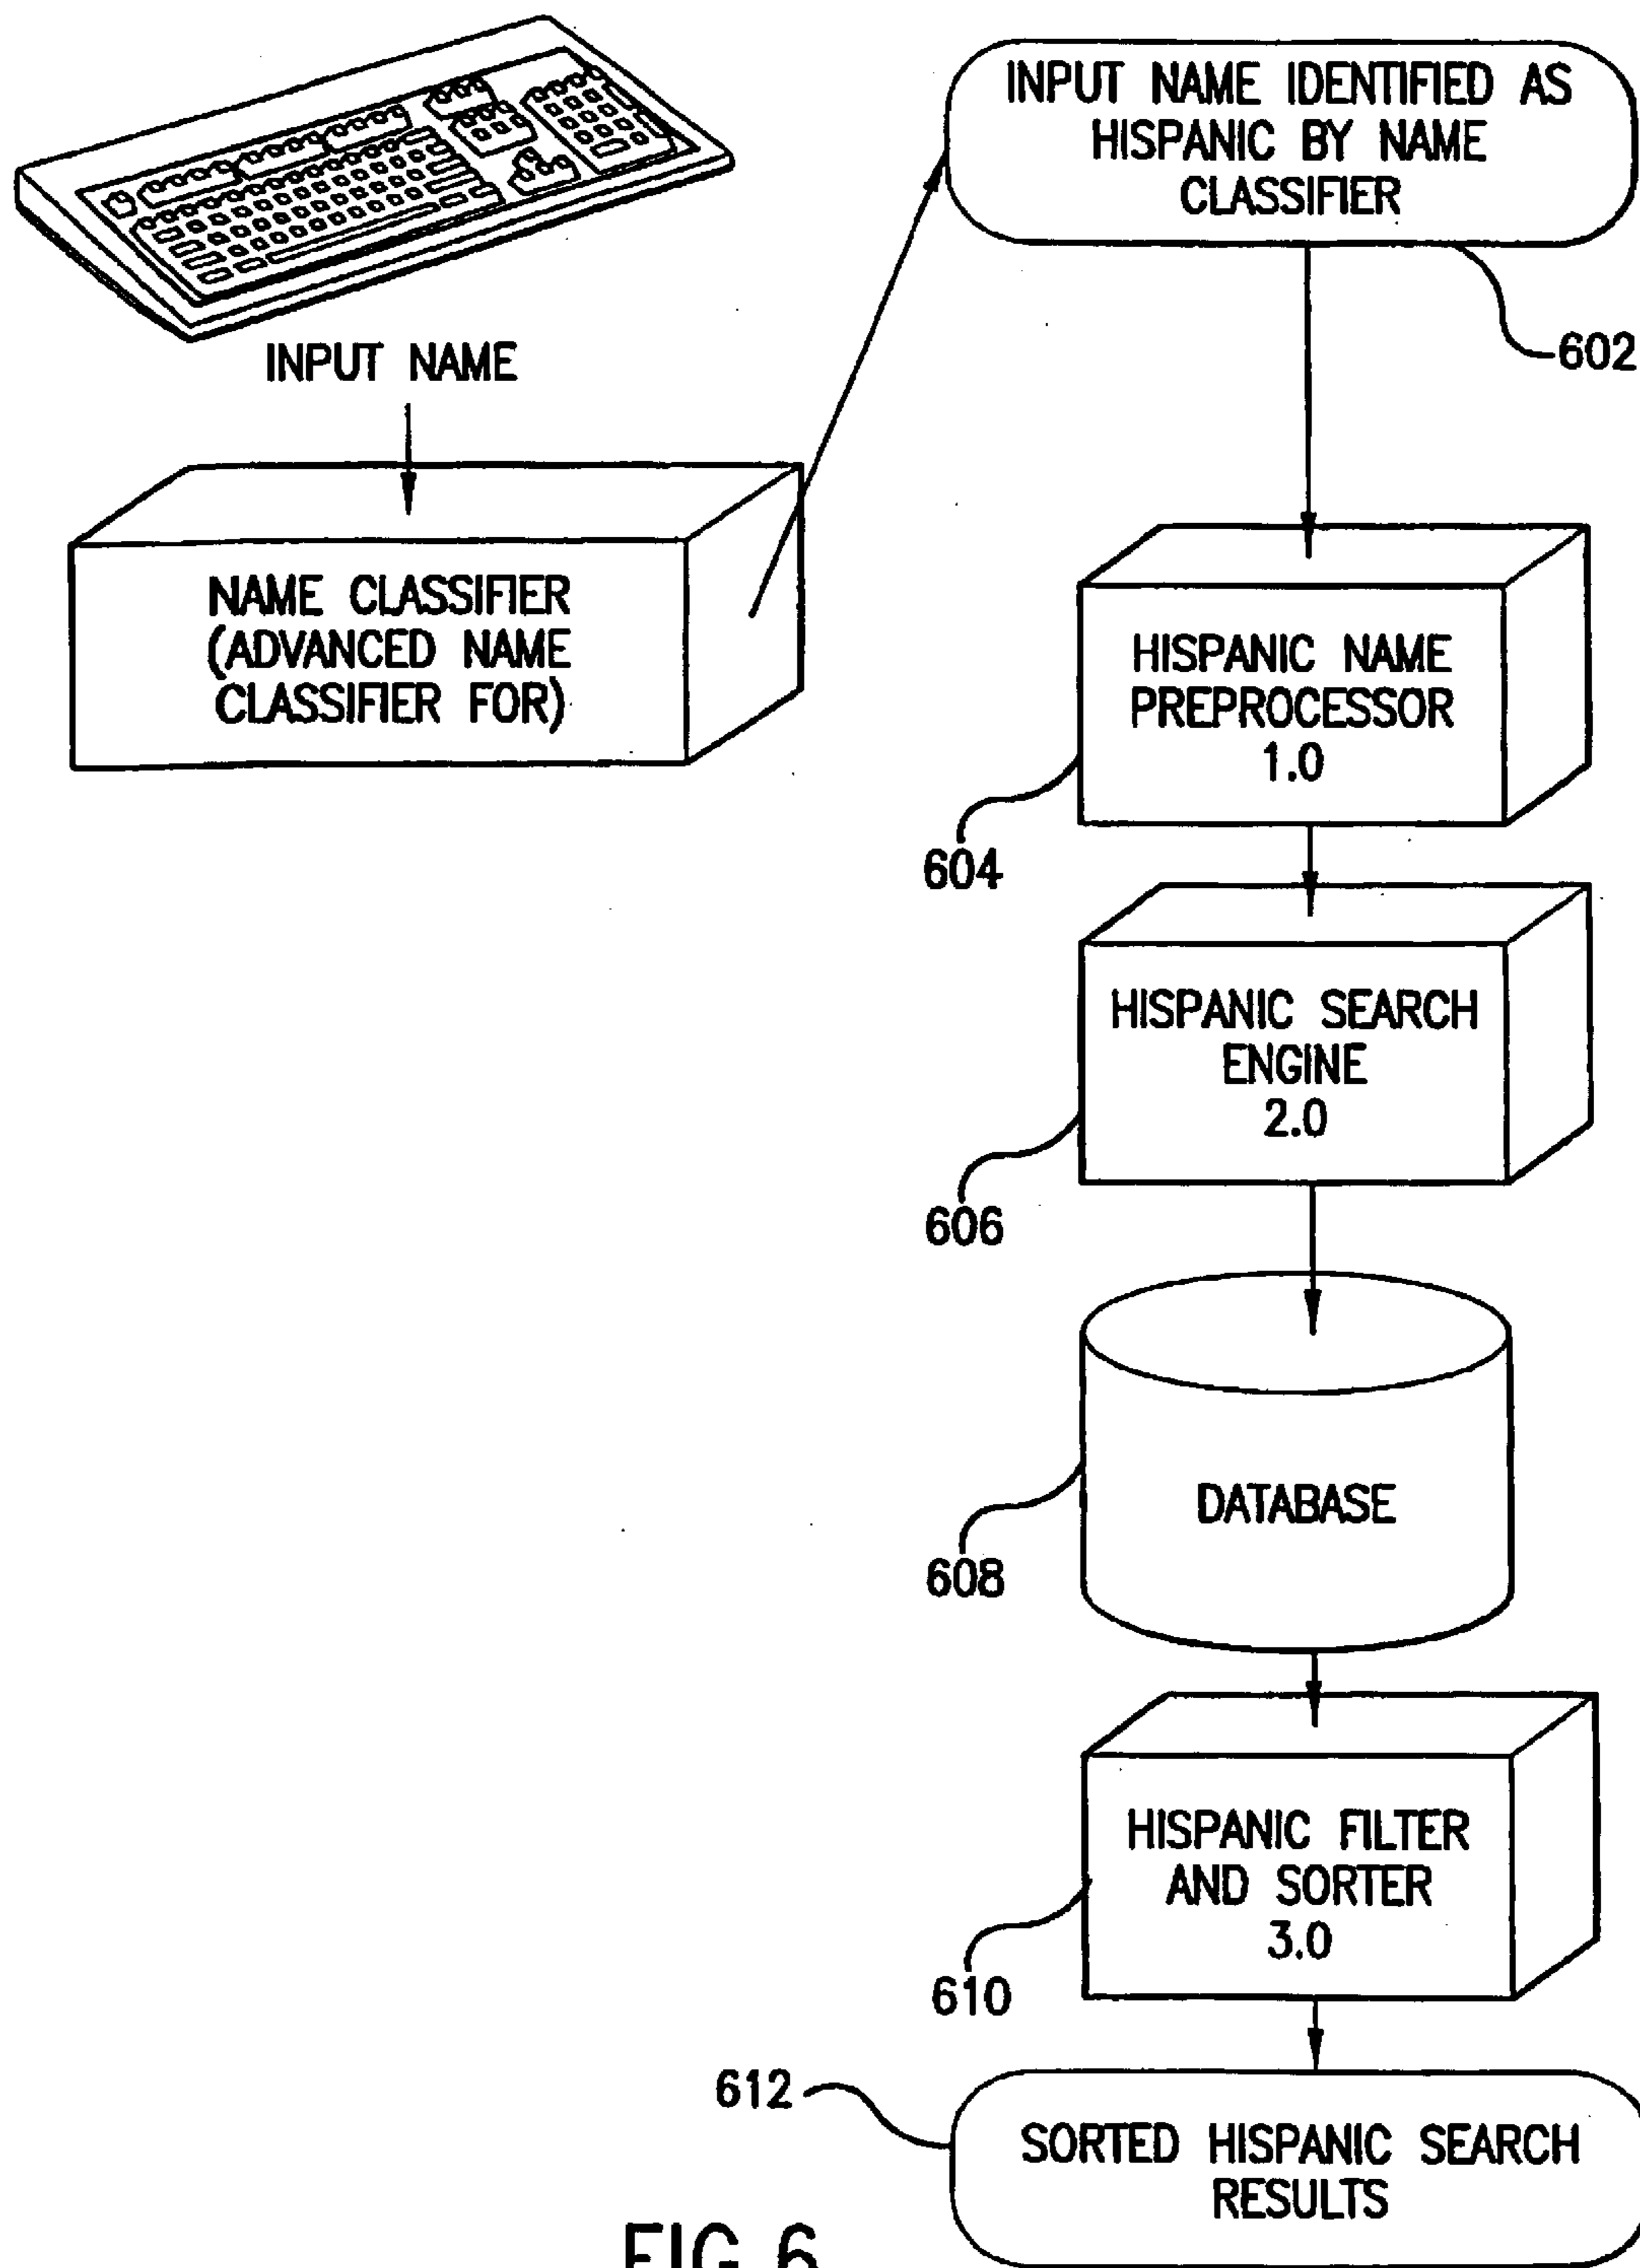 INPUT NAME
NAME CLASSIFIER
(ADVANCED NAME
CLASSIFIER FOR)
INPUT NAME IDENTIFIED AS
HISPANIC BY NAME
CLASSIFIER
602
HISPANIC NAME
PREPROCESSOR
1.0
604
HISPANIC SEARCH
ENGINE
2.0
606
DATABASE
608
HISPANIC FILTER
AND SORTER
3.0
610
612
SORTED HISPANIC SEARCH
RESULTS
FIG.6